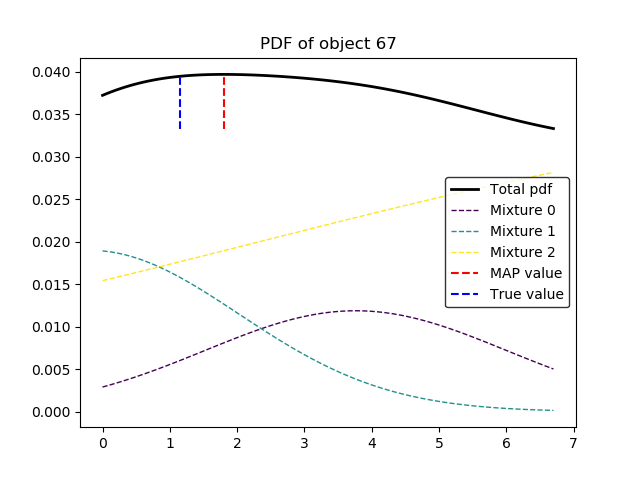 PDF of object 67
0.040
0.035
0.030
0.025
0.020
0.015
0.010
0.005
0.000
Total pdf
Mixture 0
Mixture 1
Mixture 2
MAP value
True value
0 1 2 3 4 5 6 7